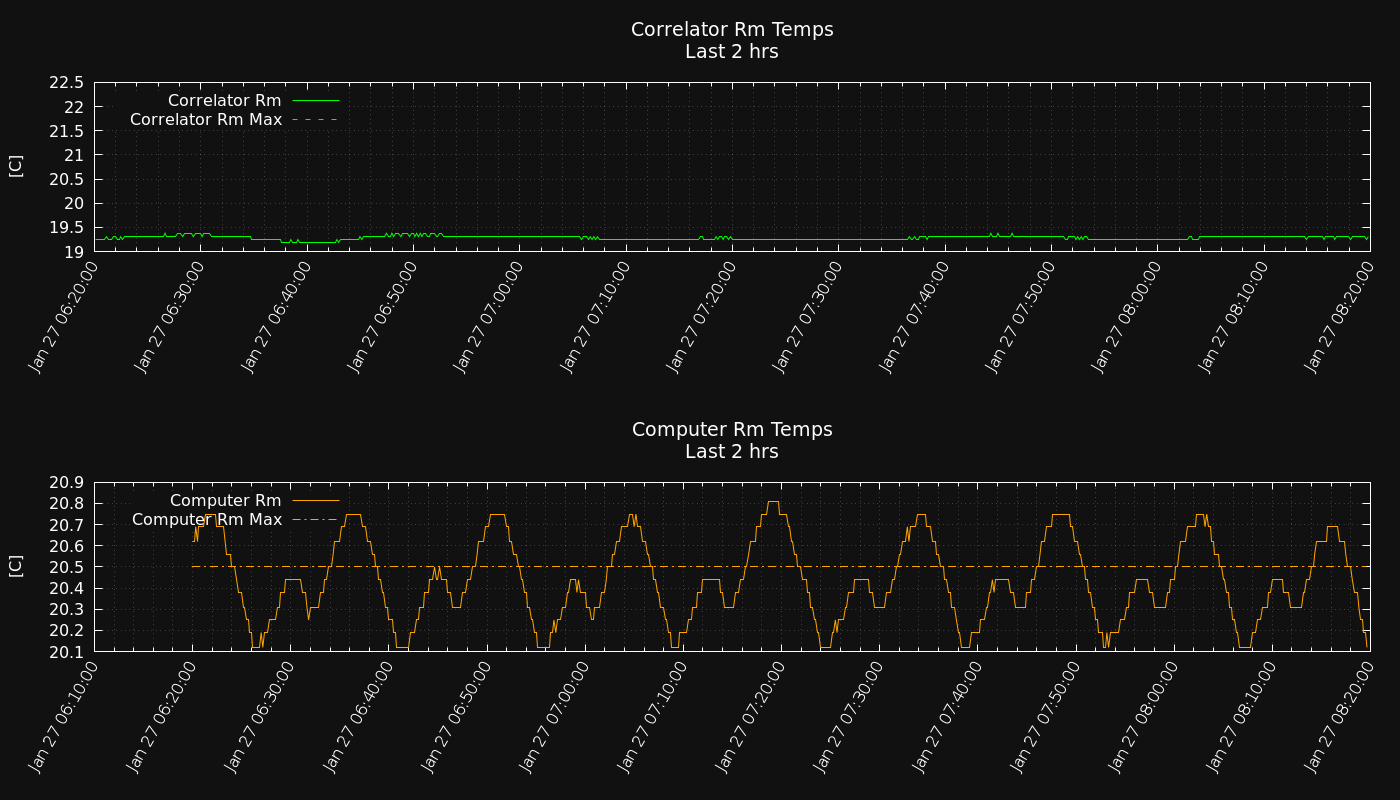 Correlator Rm Temps
Last 2 hrs
22.5
22
21.5
21
20.5
20
19.5
19
[C]
Correlator Rm
Correlator Rm Max
Jan 27 06:20:00
Jan 27 06:30:00
Jan 27 06:40:00
Jan 27 06:50:00
Jan 27 07:00:00
Jan 27 07:10:00
Jan 27 07:20:00
Jan 27 07:30:00
Jan 27 07:40:00
Jan 27 07:50:00
Jan 27 08:00:00
Jan 27 08:10:00
Jan 27 08:20:00
Computer Rm Temps
Last 2 hrs
20.9
20.8
20.7
20.6
20.5
20.4
20.3
20.2
20.1
[C]
Computer Rm
Computer Rm Max
Jan 27 06:10:00
Jan 27 06:20:00
Jan 27 06:30:00
Jan 27 06:40:00
Jan 27 06:50:00
Jan 27 07:00:00
Jan 27 07:10:00
Jan 27 07:20:00
Jan 27 07:30:00
Jan 27 07:40:00
Jan 27 07:50:00
Jan 27 08:00:00
Jan 27 08:10:00
Jan 27 08:20:00